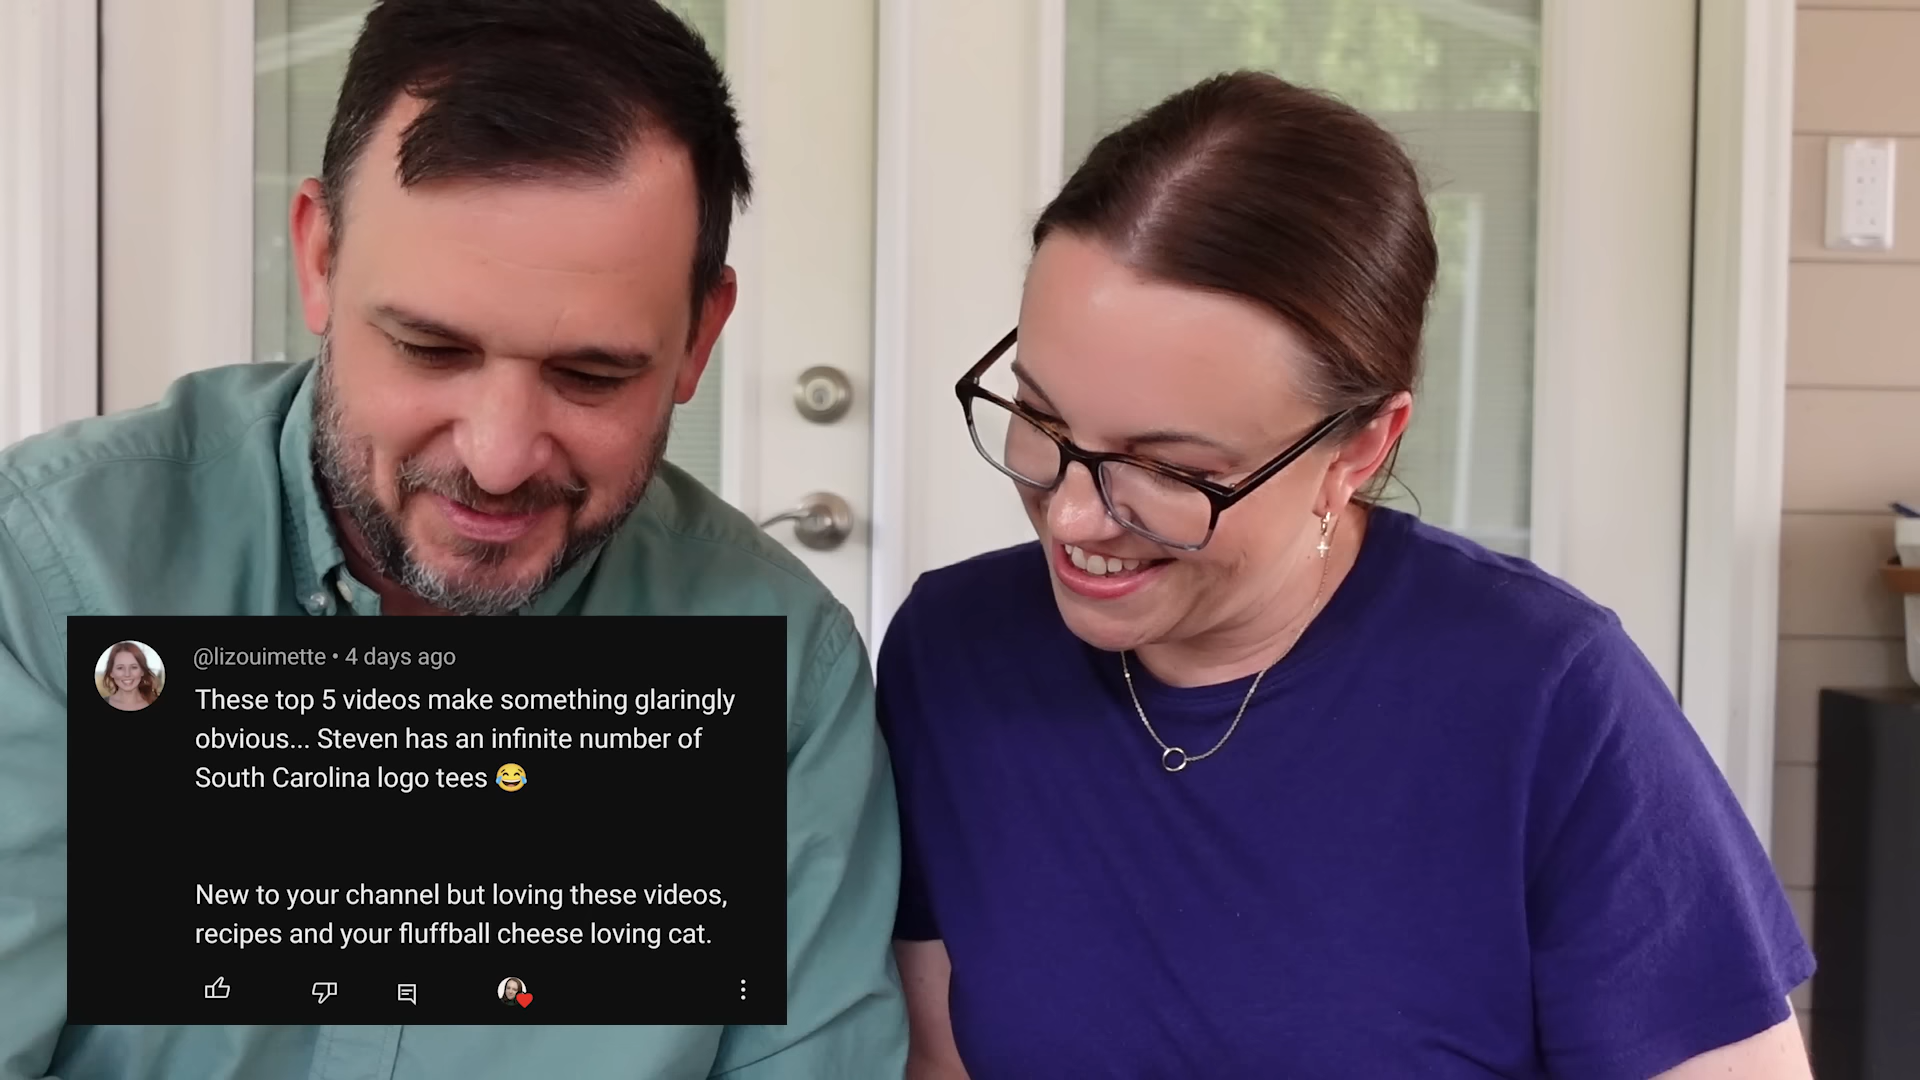 @lizouimette • 4 days ago
These top 5 videos make something glaringly
obvious... Steven has an infinite number of
South Carolina logo tees 😂
New to your channel but loving these videos,
recipes and your fluffball cheese loving cat.